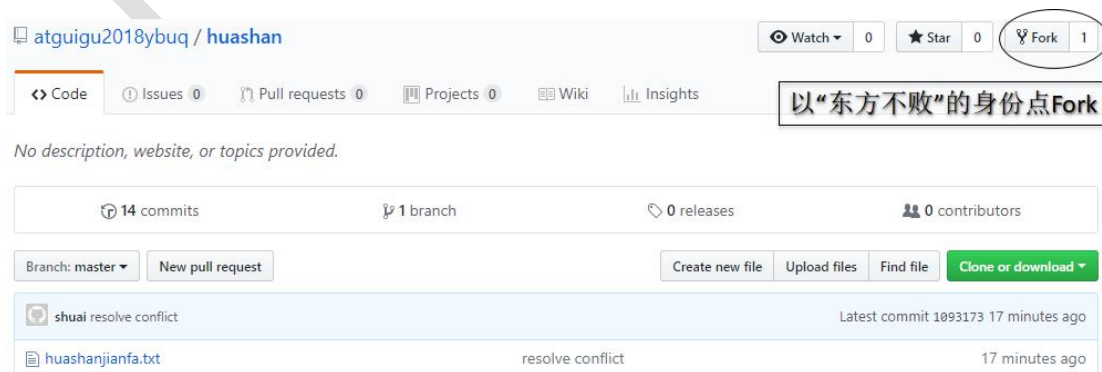 atguigu2018ybuq / huashan
Watch 0 Star 0 Fork 1
Code Issues 0 Pull requests 0 Projects 0 Wiki Insights
以“东方不败”的身份点Fork
No description, website, or topics provided.
14 commits 1 branch 0 releases 0 contributors
Branch: master New pull request Create new file Upload files Find file Clone or download
shuai resolve conflict Latest commit 1093173 17 minutes ago
huashanjianfa.txt resolve conflict 17 minutes ago